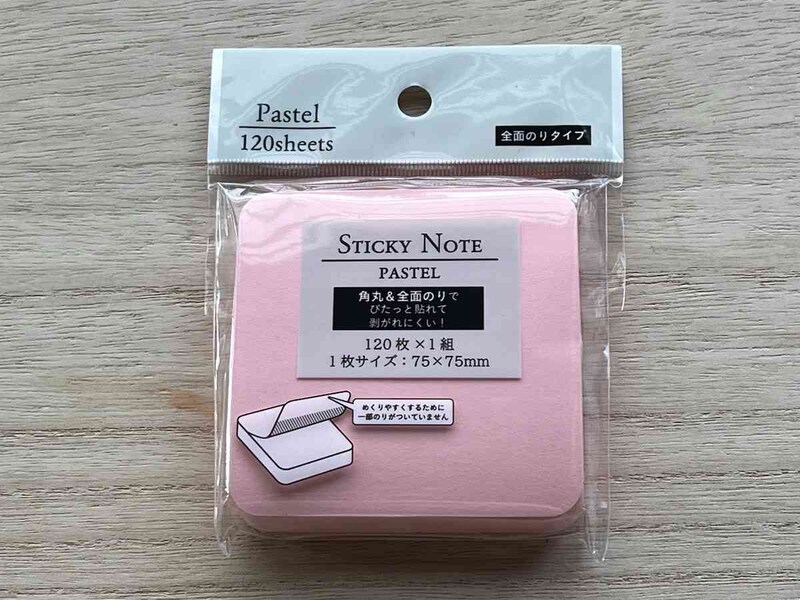 Pastel
120sheets
全面のりタイプ
STICKY NOTE
PASTEL
角丸&全面のりで
ぴたっと貼れて
剥がれにくい!
120枚×1組
1枚サイズ：75×75mm
めくりやすくするために
一部のりがついていません